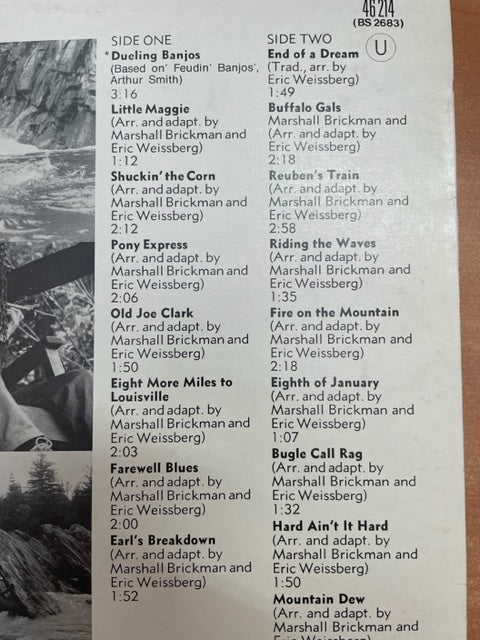 46 214
(BS 2683)
U
SIDE ONE
*Dueling Banjos
(Based on' Feudin' Banjos',
Arthur Smith)
3:16
Little Maggie
(Arr. and adapt. by
Marshall Brickman and
Eric Weissberg)
1:12
Shuckin' the Corn
(Arr. and adapt. by
Marshall Brickman and
Eric Weissberg)
2:12
Pony Express
(Arr. and adapt. by
Marshall Brickman and
Eric Weissberg)
2:06
Old Joe Clark
(Arr. and adapt. by
Marshall Brickman and
Eric Weissberg)
1:50
Eight More Miles to
Louisville
(Arr. and adapt. by
Marshall Brickman and
Eric Weissberg)
2:03
Farewell Blues
(Arr. and adapt. by
Marshall Brickman and
Eric Weissberg)
2:00
Earl's Breakdown
(Arr. and adapt. by
Marshall Brickman and
Eric Weissberg)
1:52
SIDE TWO
End of a Dream
(Trad., arr. by
Eric Weissberg)
1:49
Buffalo Gals
Marshall Brickman and
(Arr. and adapt. by
Eric Weissberg)
2:18
Reuben's Train
(Arr. and adapt. by
Marshall Brickman and
Eric Weissberg)
2:58
Riding the Waves
(Arr. and adapt. by
Marshall Brickman and
Eric Weissberg)
1:35
Fire on the Mountain
(Arr. and adapt. by
Marshall Brickman and
Eric Weissberg)
2:18
Eighth of January
(Arr. and adapt. by
Marshall Brickman and
Eric Weissberg)
1:07
Bugle Call Rag
(Arr. and adapt. by
Marshall Brickman and
Eric Weissberg)
1:32
Hard Ain't It Hard
(Arr. and adapt. by
Marshall Brickman and
Eric Weissberg)
1:50
Mountain Dew
(Arr. and adapt. by
Marshall Brickman and
Eric Weissberg)